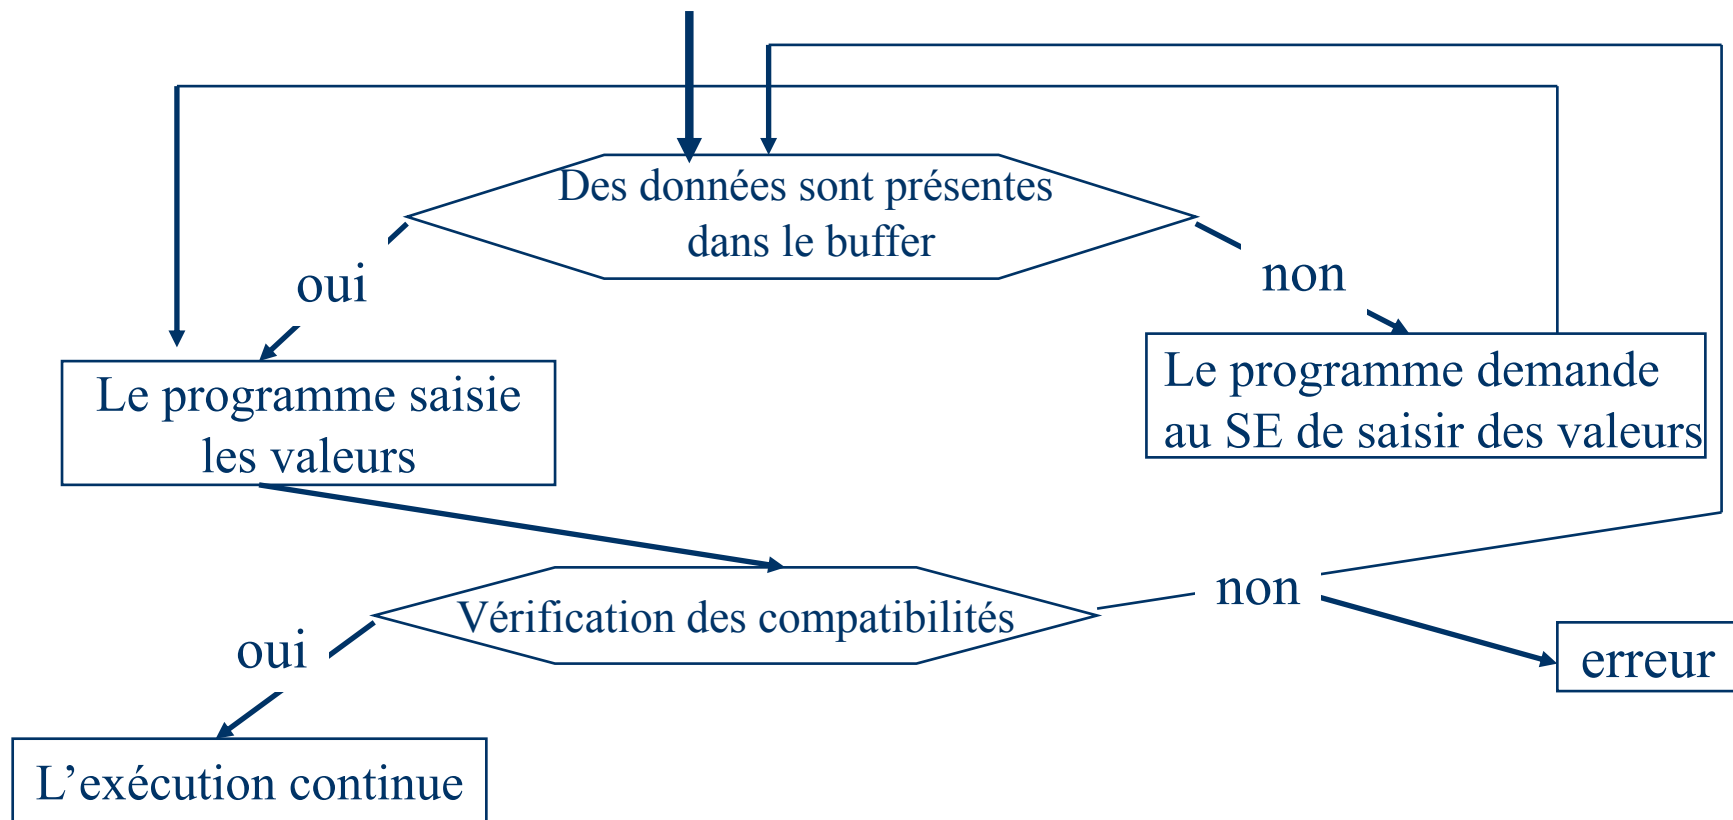 Des données sont présentes
dans le buffer
oui
non
Le programme saisie
les valeurs
Le programme demande
au SE de saisir des valeurs
Vérification des compatibilités
non
oui
erreur
L’exécution continue